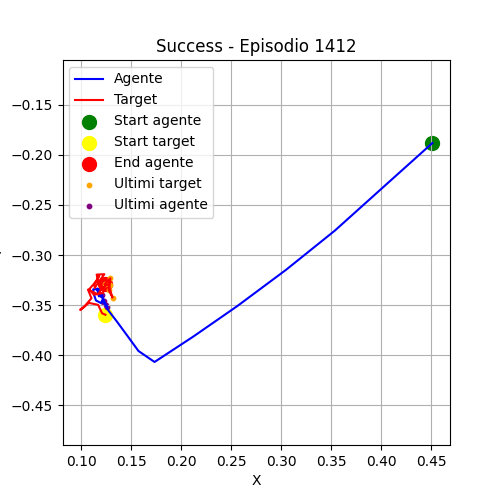 Success - Episodio 1412
Agente
Target
Start agente
Start target
End agente
Ultimi target
Ultimi agente
−0.15
−0.20
−0.25
−0.30
−0.35
−0.40
−0.45
0.10 0.15 0.20 0.25 0.30 0.35 0.40 0.45
X